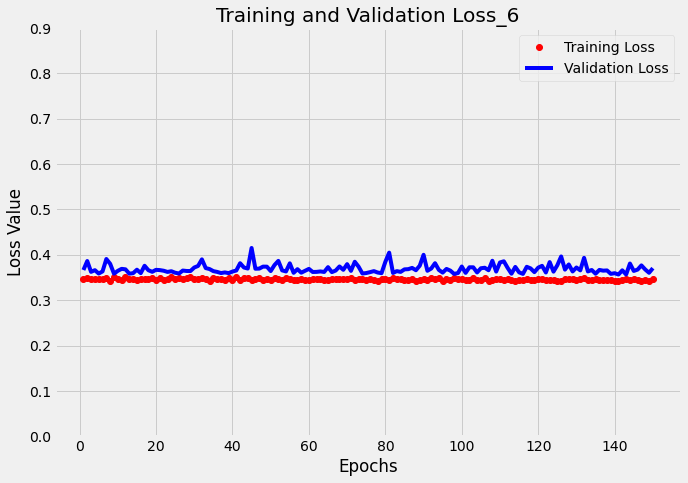 Training and Validation Loss_6
Training Loss
Validation Loss
Loss Value
0.9
0.8
0.7
0.6
0.5
0.4
0.3
0.2
0.1
0.0
0 20 40 60 80 100 120 140
Epochs